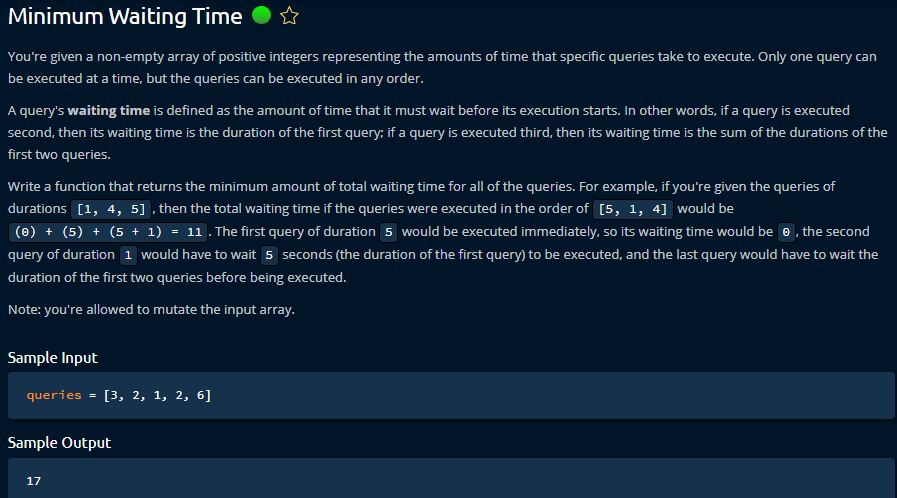 Minimum Waiting Time
You're given a non-empty array of positive integers representing the amounts of time that specific queries take to execute. Only one query can
be executed at a time, but the queries can be executed in any order.
A query's waiting time is defined as the amount of time that it must wait before its execution starts. In other words, if a query is executed
second, then its waiting time is the duration of the first query; if a query is executed third, then its waiting time is the sum of the durations of the
first two queries.
Write a function that returns the minimum amount of total waiting time for all of the queries. For example, if you're given the queries of
durations [1, 4, 5] , then the total waiting time if the queries were executed in the order of [5, 1, 4] would be
(0) + (5) + (5 + 1) = 11 . The first query of duration 5 would be executed immediately, so its waiting time would be 0 , the second
query of duration 1 would have to wait 5 seconds (the duration of the first query) to be executed, and the last query would have to wait the
duration of the first two queries before being executed.
Note: you're allowed to mutate the input array.
Sample Input
queries = [3, 2, 1, 2, 6]
Sample Output
17